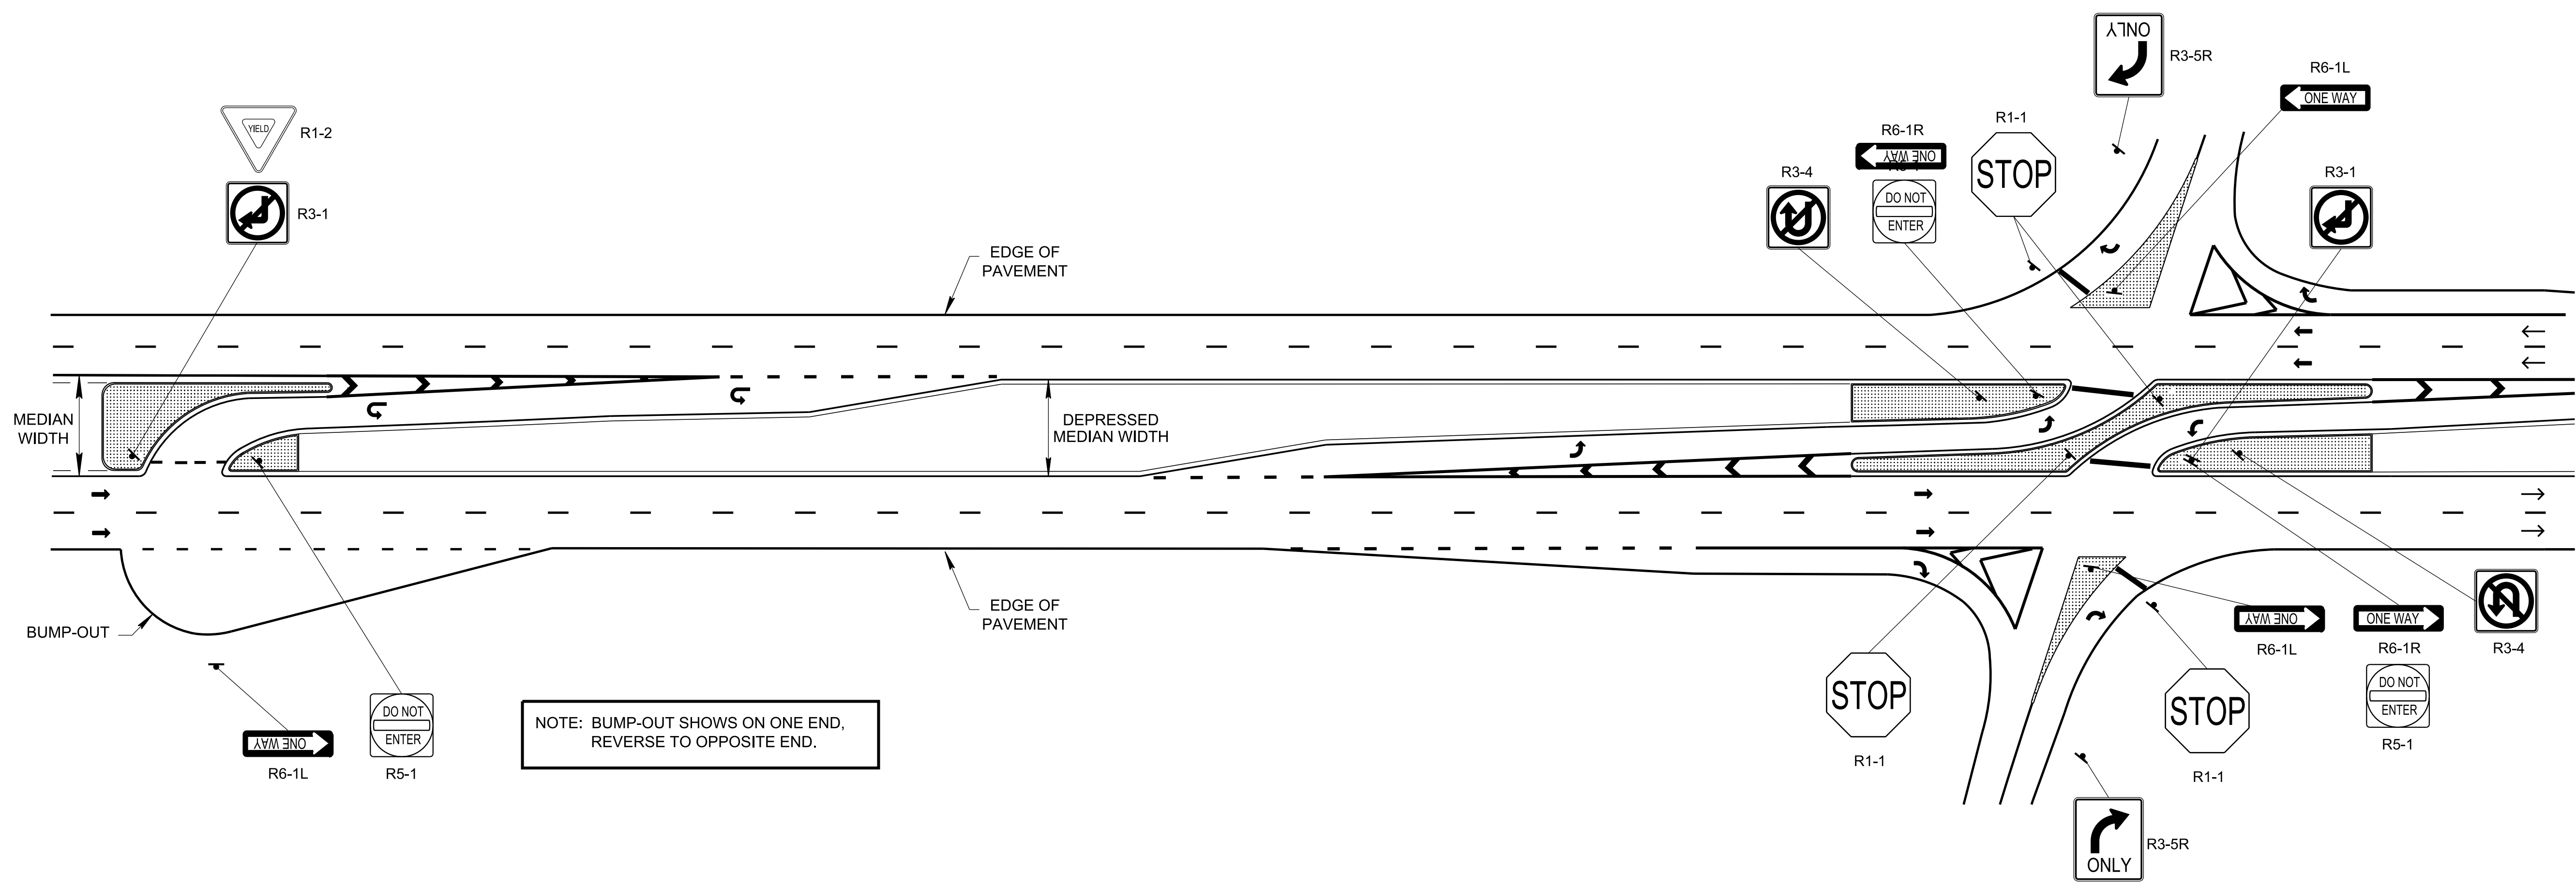 ONLY
R3-5R
R6-1L
ONE WAY
YIELD
R1-2
R3-1
R6-1R
ONE WAY
R5-1
DO NOT
ENTER
R3-4
R1-1
STOP
R3-1
EDGE OF
PAVEMENT
MEDIAN
WIDTH
DEPRESSED
MEDIAN WIDTH
BUMP-OUT
EDGE OF
PAVEMENT
ONE WAY
R6-1L
DO NOT
ENTER
R5-1
NOTE: BUMP-OUT SHOWS ON ONE END,
REVERSE TO OPPOSITE END.
STOP
R1-1
ONE WAY
R6-1L
ONE WAY
R6-1R
DO NOT
ENTER
R5-1
R3-4
STOP
R1-1
ONLY
R3-5R